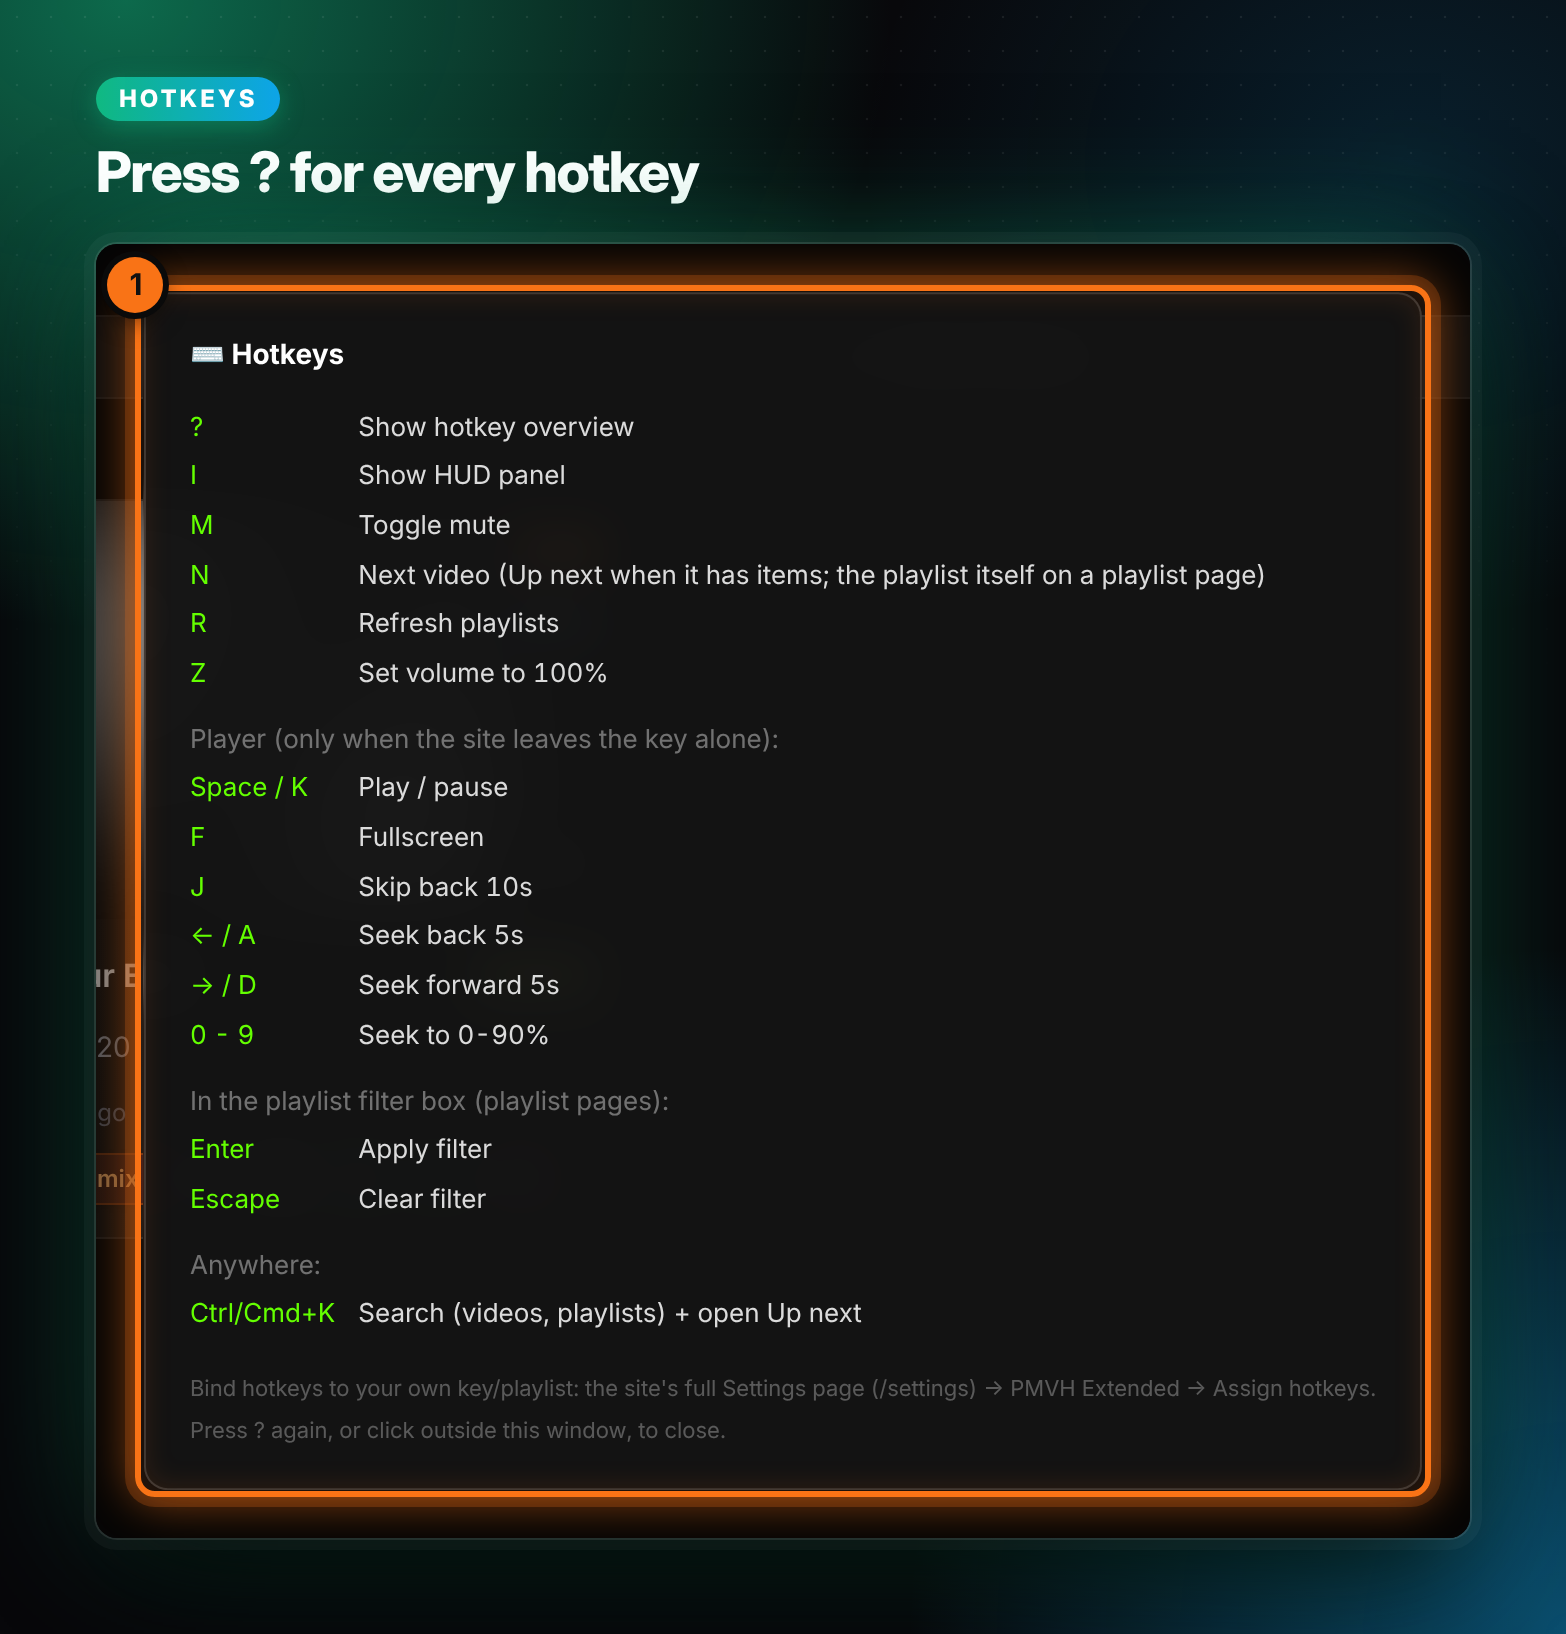 HOTKEYS
Press ? for every hotkey
1
Hotkeys
? Show hotkey overview
I Show HUD panel
M Toggle mute
N Next video (Up next when it has items; the playlist itself on a playlist page)
R Refresh playlists
Z Set volume to 100%
Player (only when the site leaves the key alone):
Space / K Play / pause
F Fullscreen
J Skip back 10s
← / A Seek back 5s
→ / D Seek forward 5s
0 - 9 Seek to 0-90%
In the playlist filter box (playlist pages):
Enter Apply filter
Escape Clear filter
Anywhere:
Ctrl/Cmd+K Search (videos, playlists) + open Up next
Bind hotkeys to your own key/playlist: the site's full Settings page (/settings) → PMVH Extended → Assign hotkeys.
Press ? again, or click outside this window, to close.
20
go
mix